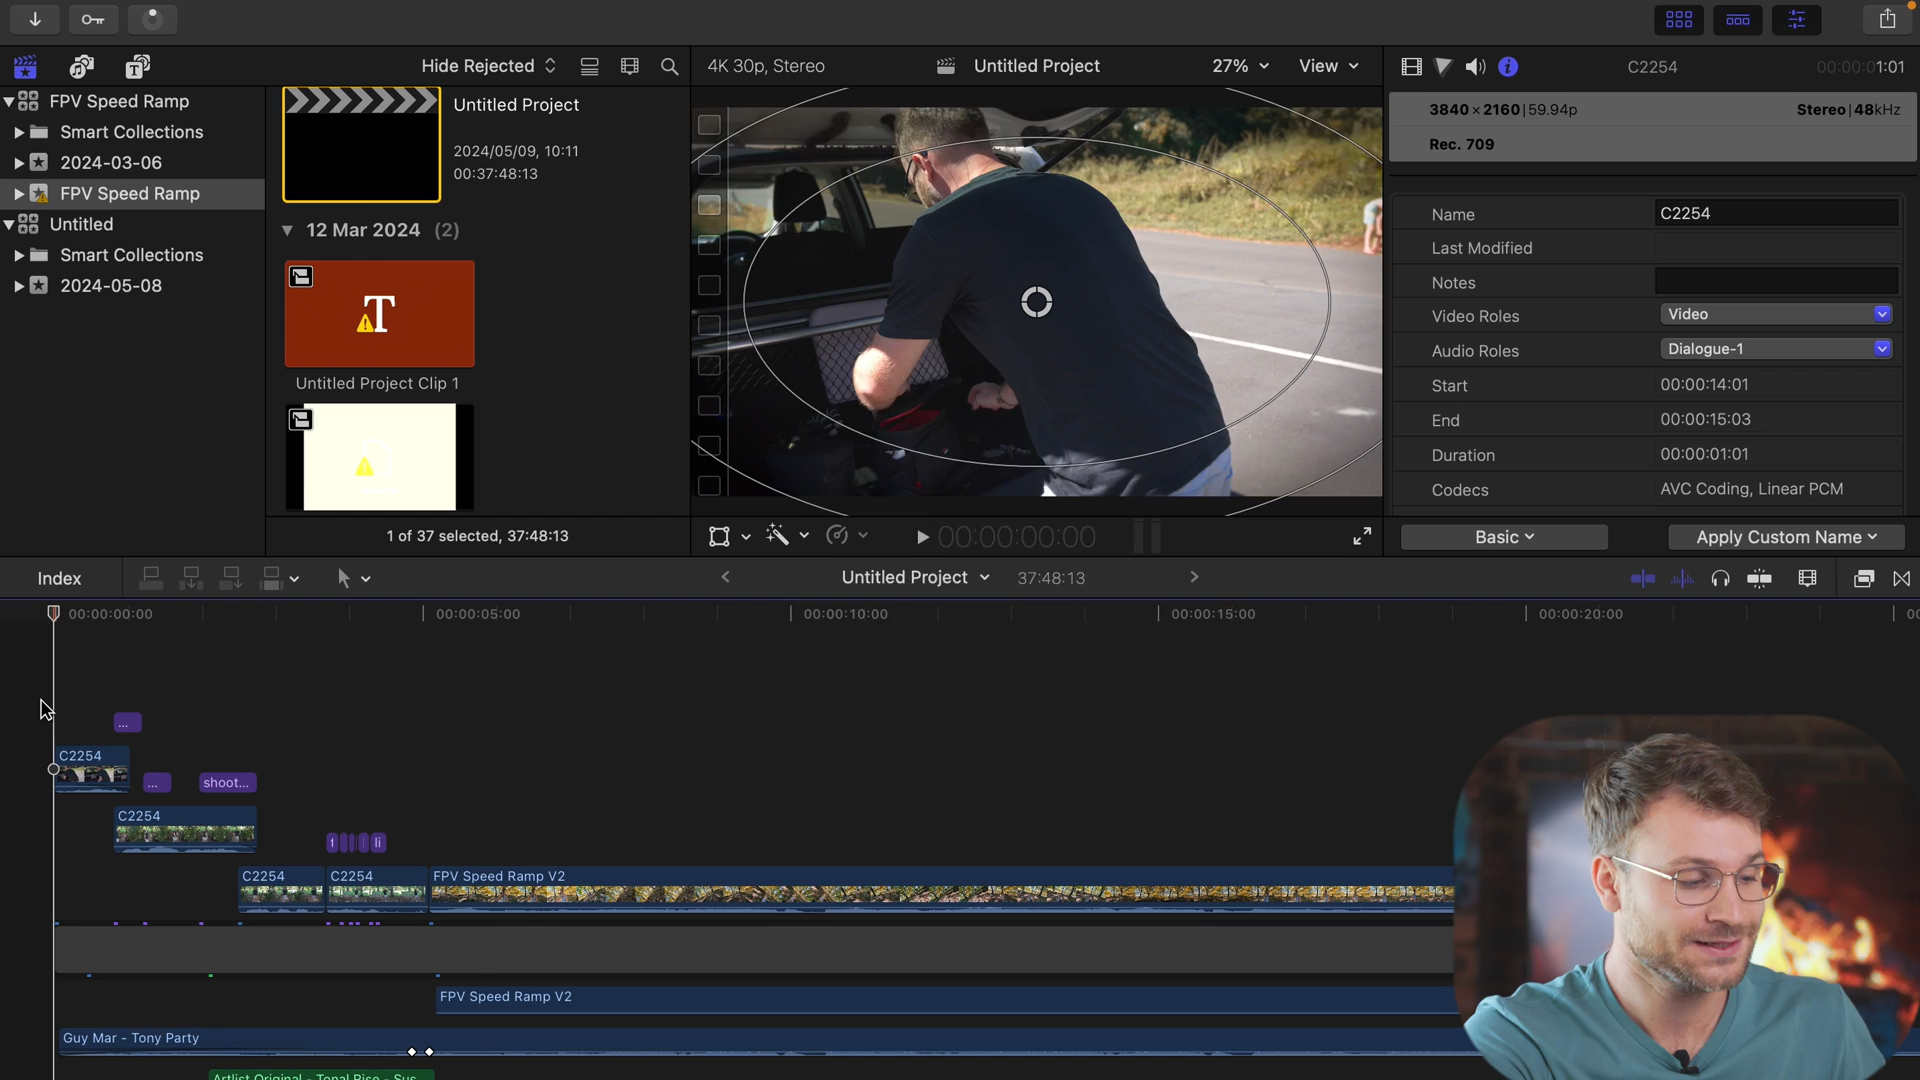 Hide Rejected
4K 30p, Stereo
Untitled Project
27%
View
C2254
00:00:01:01
FPV Speed Ramp
Smart Collections
2024-03-06
FPV Speed Ramp
Untitled
Smart Collections
2024-05-08
Untitled Project
2024/05/09, 10:11
00:37:48:13
12 Mar 2024 (2)
T
Untitled Project Clip 1
1 of 37 selected, 37:48:13
00:00:00:00
3840 × 2160 | 59.94p
Stereo | 48kHz
Rec. 709
Name C2254
Last Modified
Notes
Video Roles Video
Audio Roles Dialogue-1
Start 00:00:14:01
End 00:00:15:03
Duration 00:00:01:01
Codecs AVC Coding, Linear PCM
Basic
Apply Custom Name
Index
Untitled Project
37:48:13
00:00:00:00
00:00:05:00
00:00:10:00
00:00:15:00
00:00:20:00
...
C2254
...
shoot...
C2254
li
C2254
C2254
FPV Speed Ramp V2
FPV Speed Ramp V2
Guy Mar - Tony Party
Artlist Original - Tonal Rise - Sus...